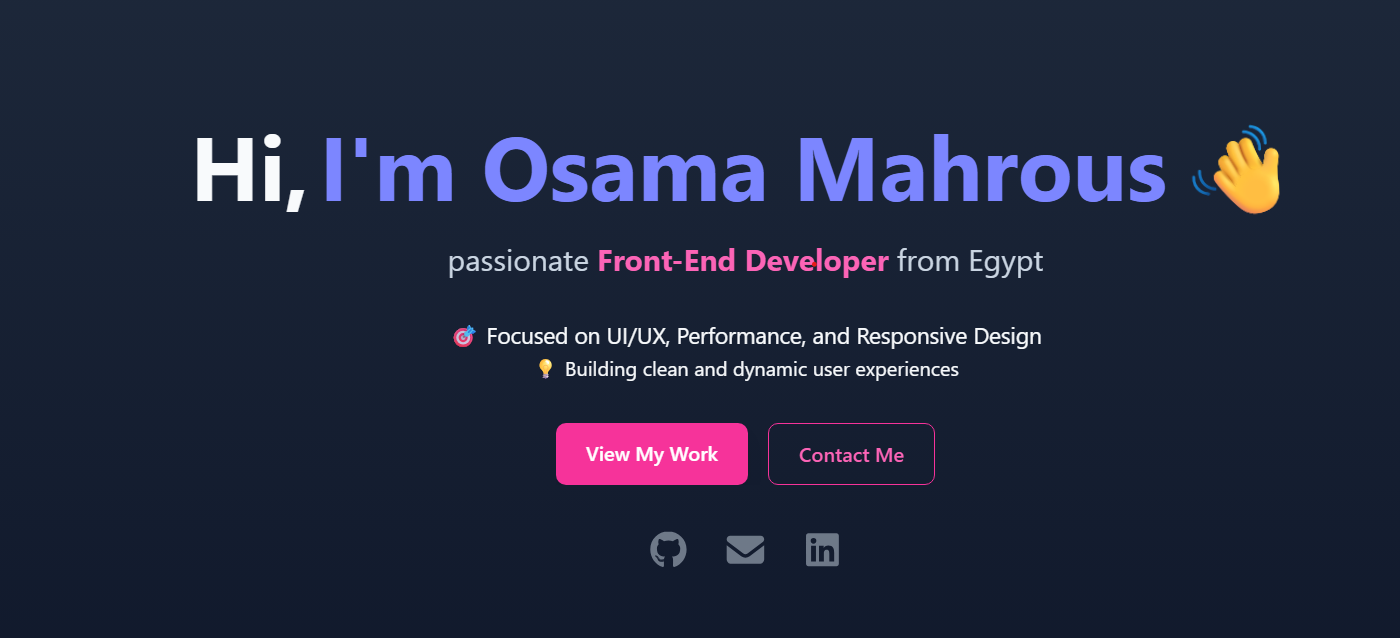 Hi, I'm Osama Mahrous 👋
passionate Front-End Developer from Egypt
🎯 Focused on UI/UX, Performance, and Responsive Design
💡 Building clean and dynamic user experiences
View My Work
Contact Me
in